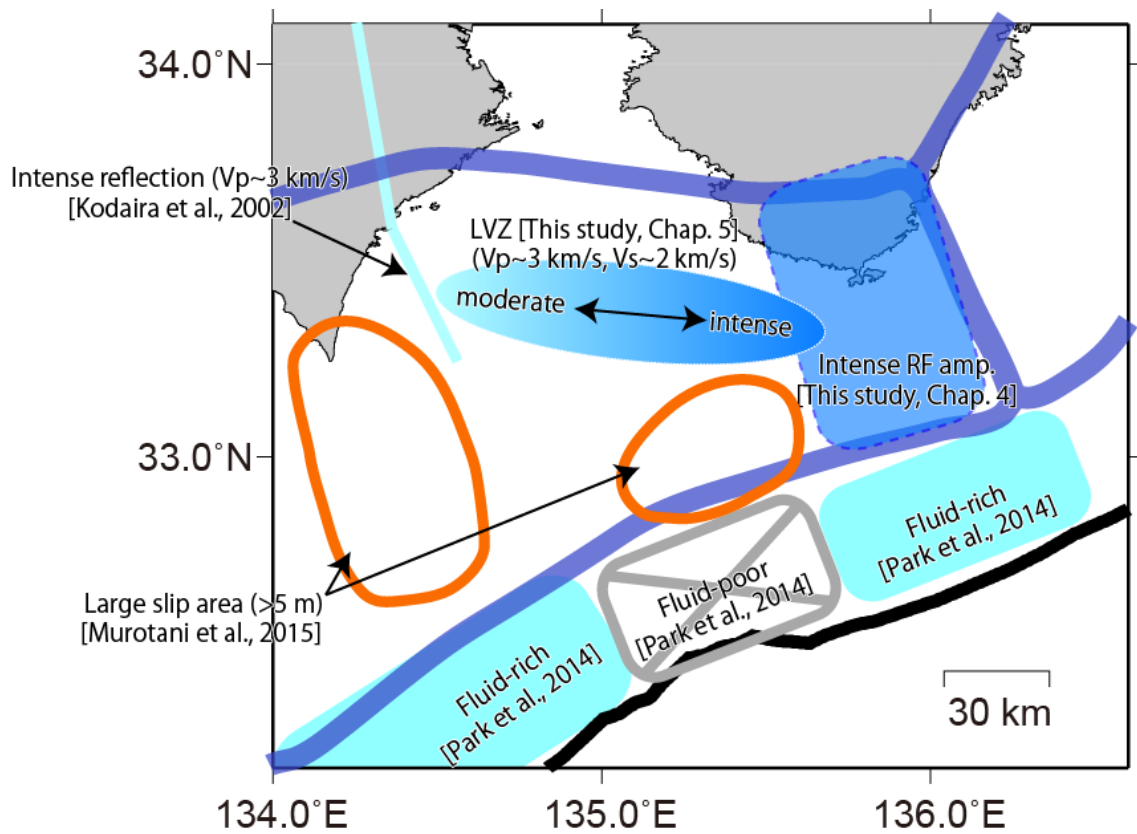 34.0˚N
Intense reflection (Vp~3 km/s)
[Kodaira et al., 2002]
LVZ [This study, Chap. 5]
(Vp~3 km/s, Vs~2 km/s)
moderate
intense
Intense RF amp.
[This study, Chap. 4]
33.0˚N
Fluid-rich
[Park et al., 2014]
Fluid-poor
[Park et al., 2014]
Large slip area (>5 m)
[Murotani et al., 2015]
Fluid-rich
[Park et al., 2014]
30 km
134.0˚E
135.0˚E
136.0˚E